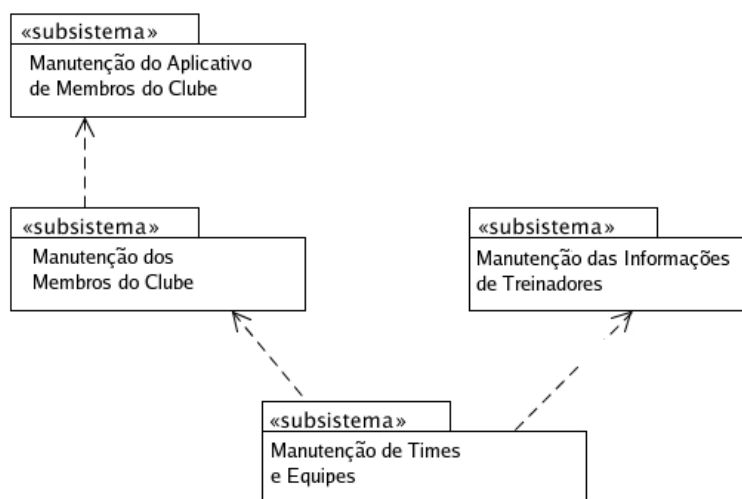 «subsistema»
Manutenção do Aplicativo
de Membros do Clube
«subsistema»
Manutenção dos
Membros do Clube
«subsistema»
Manutenção das Informações
de Treinadores
«subsistema»
Manutenção de Times
e Equipes